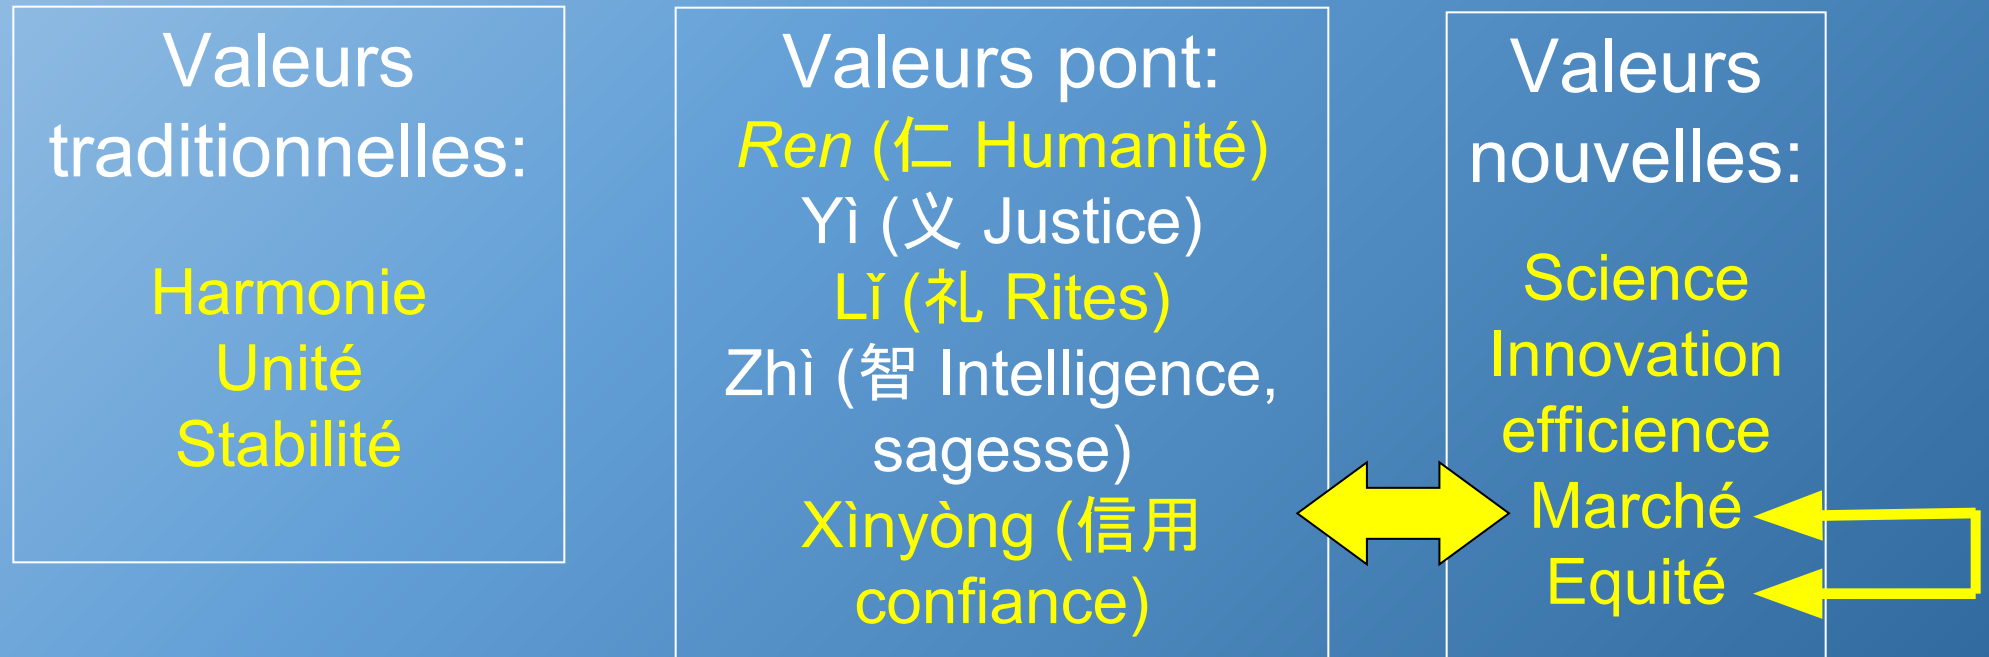 Valeurs
traditionnelles:
Harmonie
Unité
Stabilité
Valeurs pont:
Ren (仁 Humanité)
Yì (义 Justice)
Lǐ (礼 Rites)
Zhì (智 Intelligence,
sagesse)
Xìnyòng (信用
confiance)
Valeurs
nouvelles:
Science
Innovation
efficience
Marché
Equité